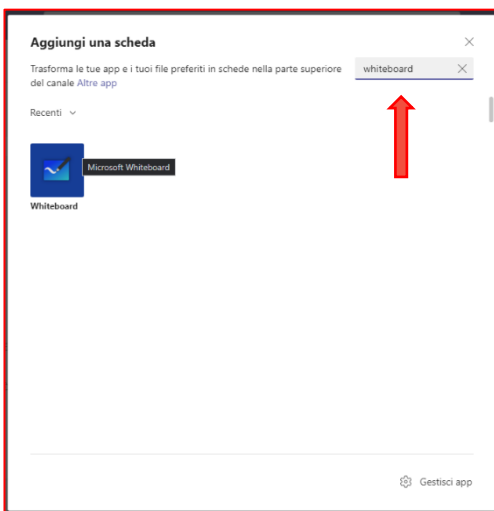 Aggiungi una scheda
Trasforma le tue app e i tuoi file preferiti in schede nella parte superiore
del canale Altre app
whiteboard
Recenti
Microsoft Whiteboard
Whiteboard
Gestisci app